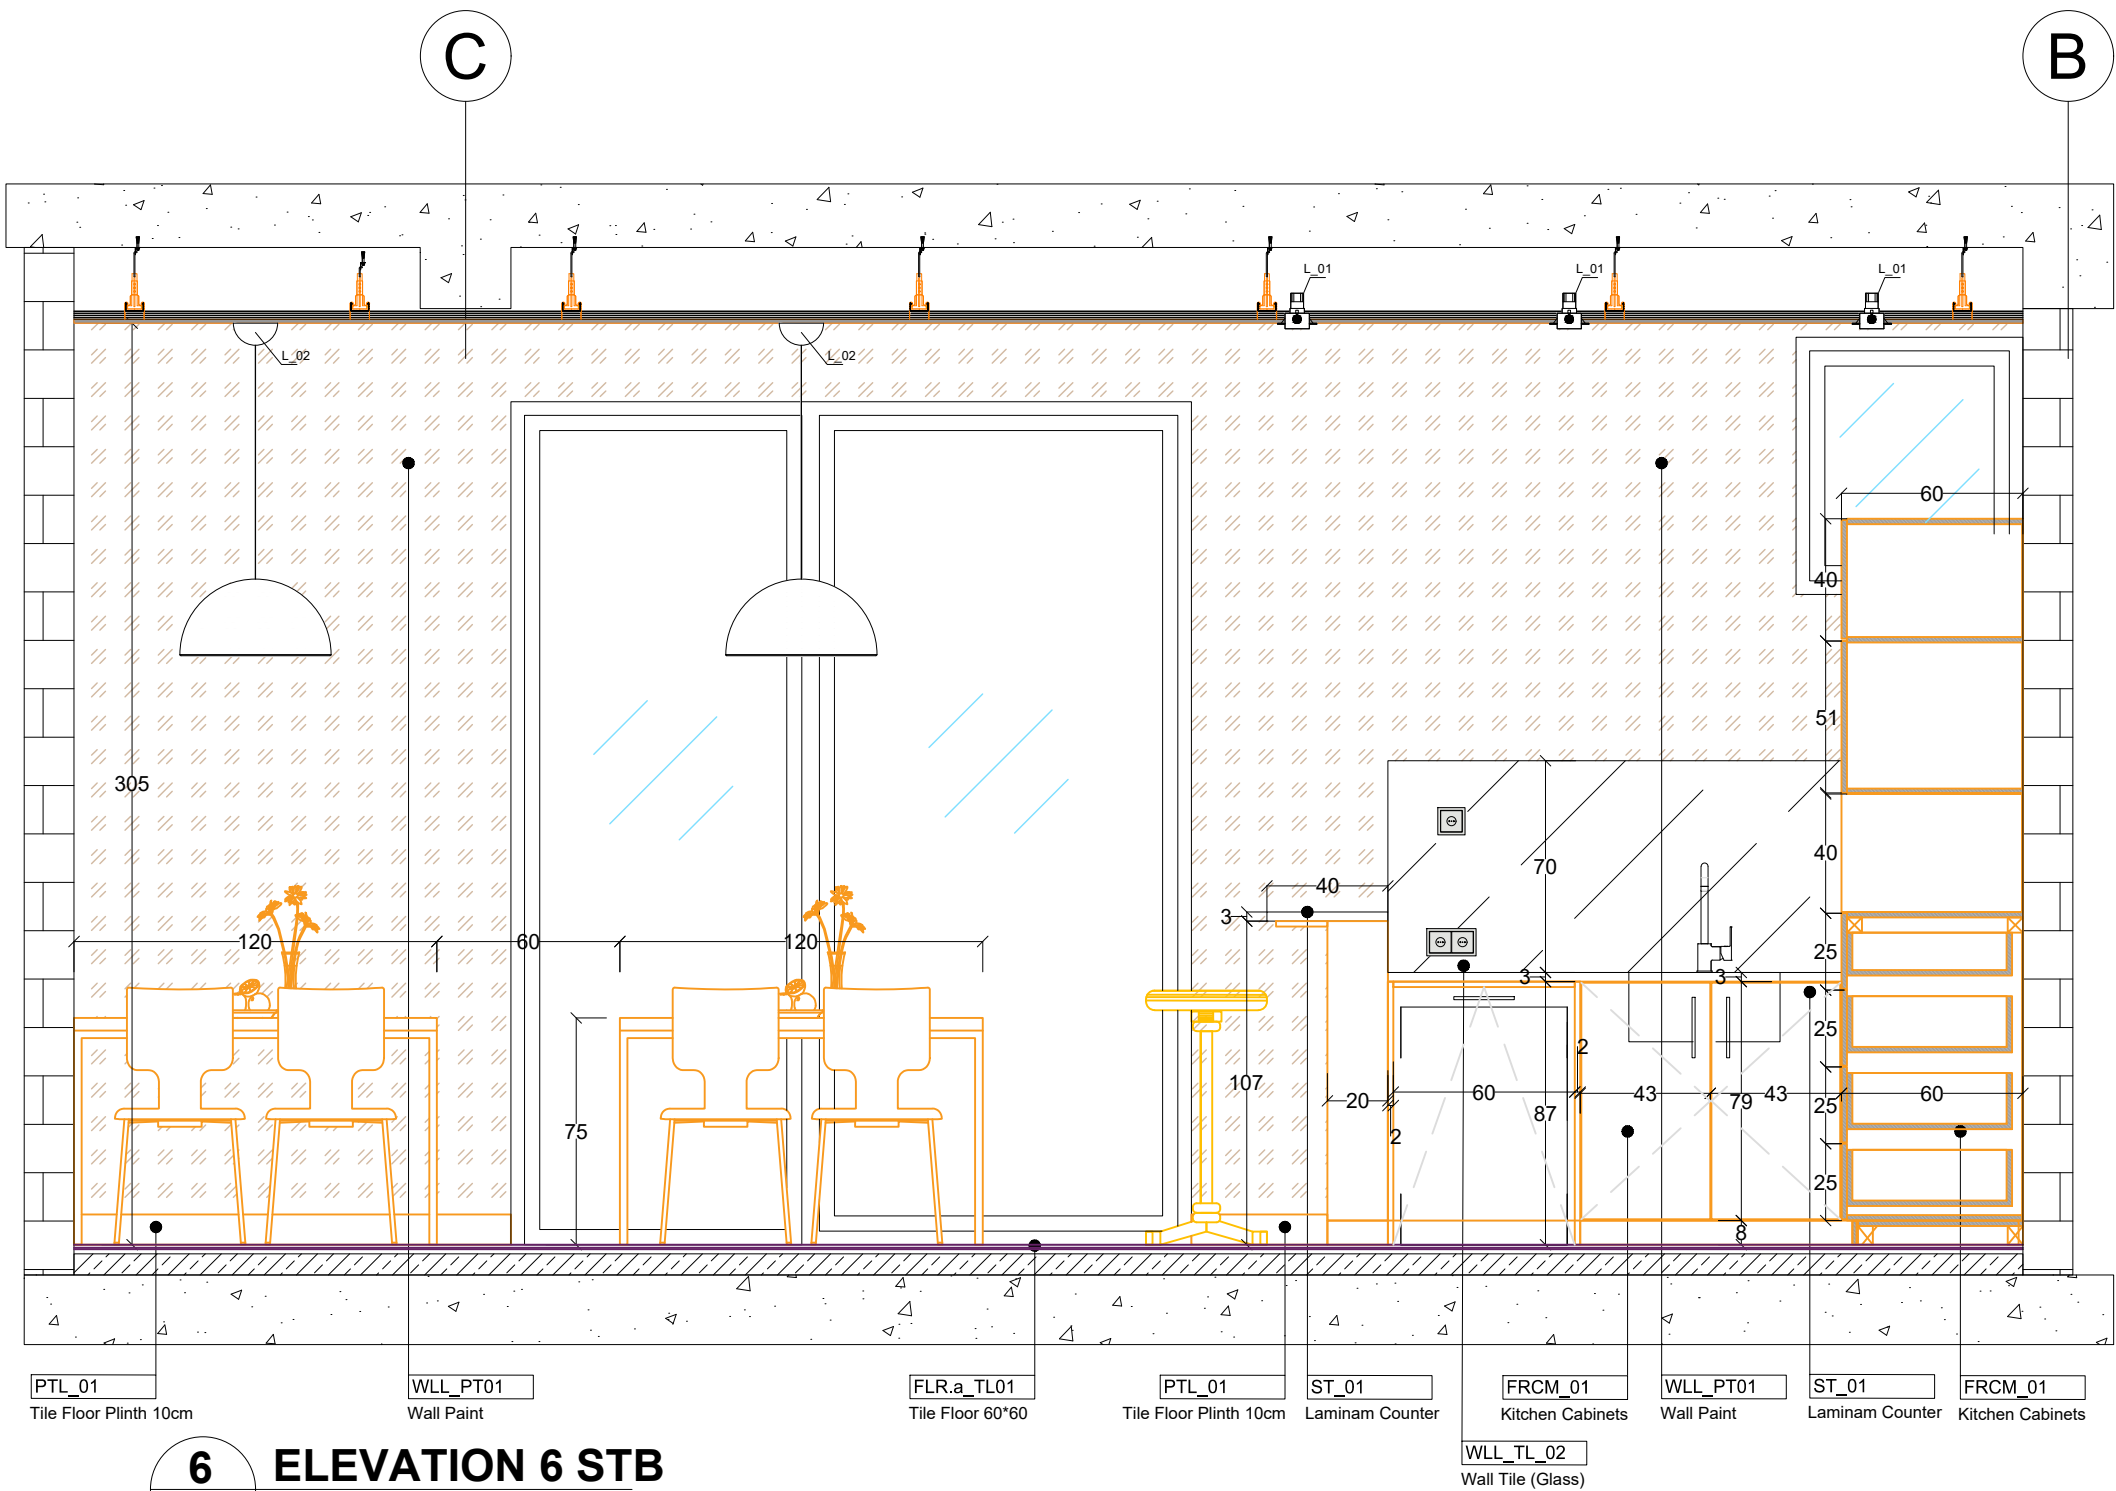 C
B
L_01
L_01
L_01
L_02
L_02
60
40
305
51
70
40
40
3
120
60
120
25
3
3
25
2
75
107
20
60
87
43
79
43
25
60
2
25
8
PTL_01
Tile Floor Plinth 10cm
WLL_PT01
Wall Paint
FLR.a_TL01
Tile Floor 60*60
PTL_01
Tile Floor Plinth 10cm
ST_01
Laminam Counter
FRCM_01
Kitchen Cabinets
WLL_PT01
Wall Paint
ST_01
Laminam Counter
FRCM_01
Kitchen Cabinets
WLL_TL_02
Wall Tile (Glass)
6
ELEVATION 6 STB